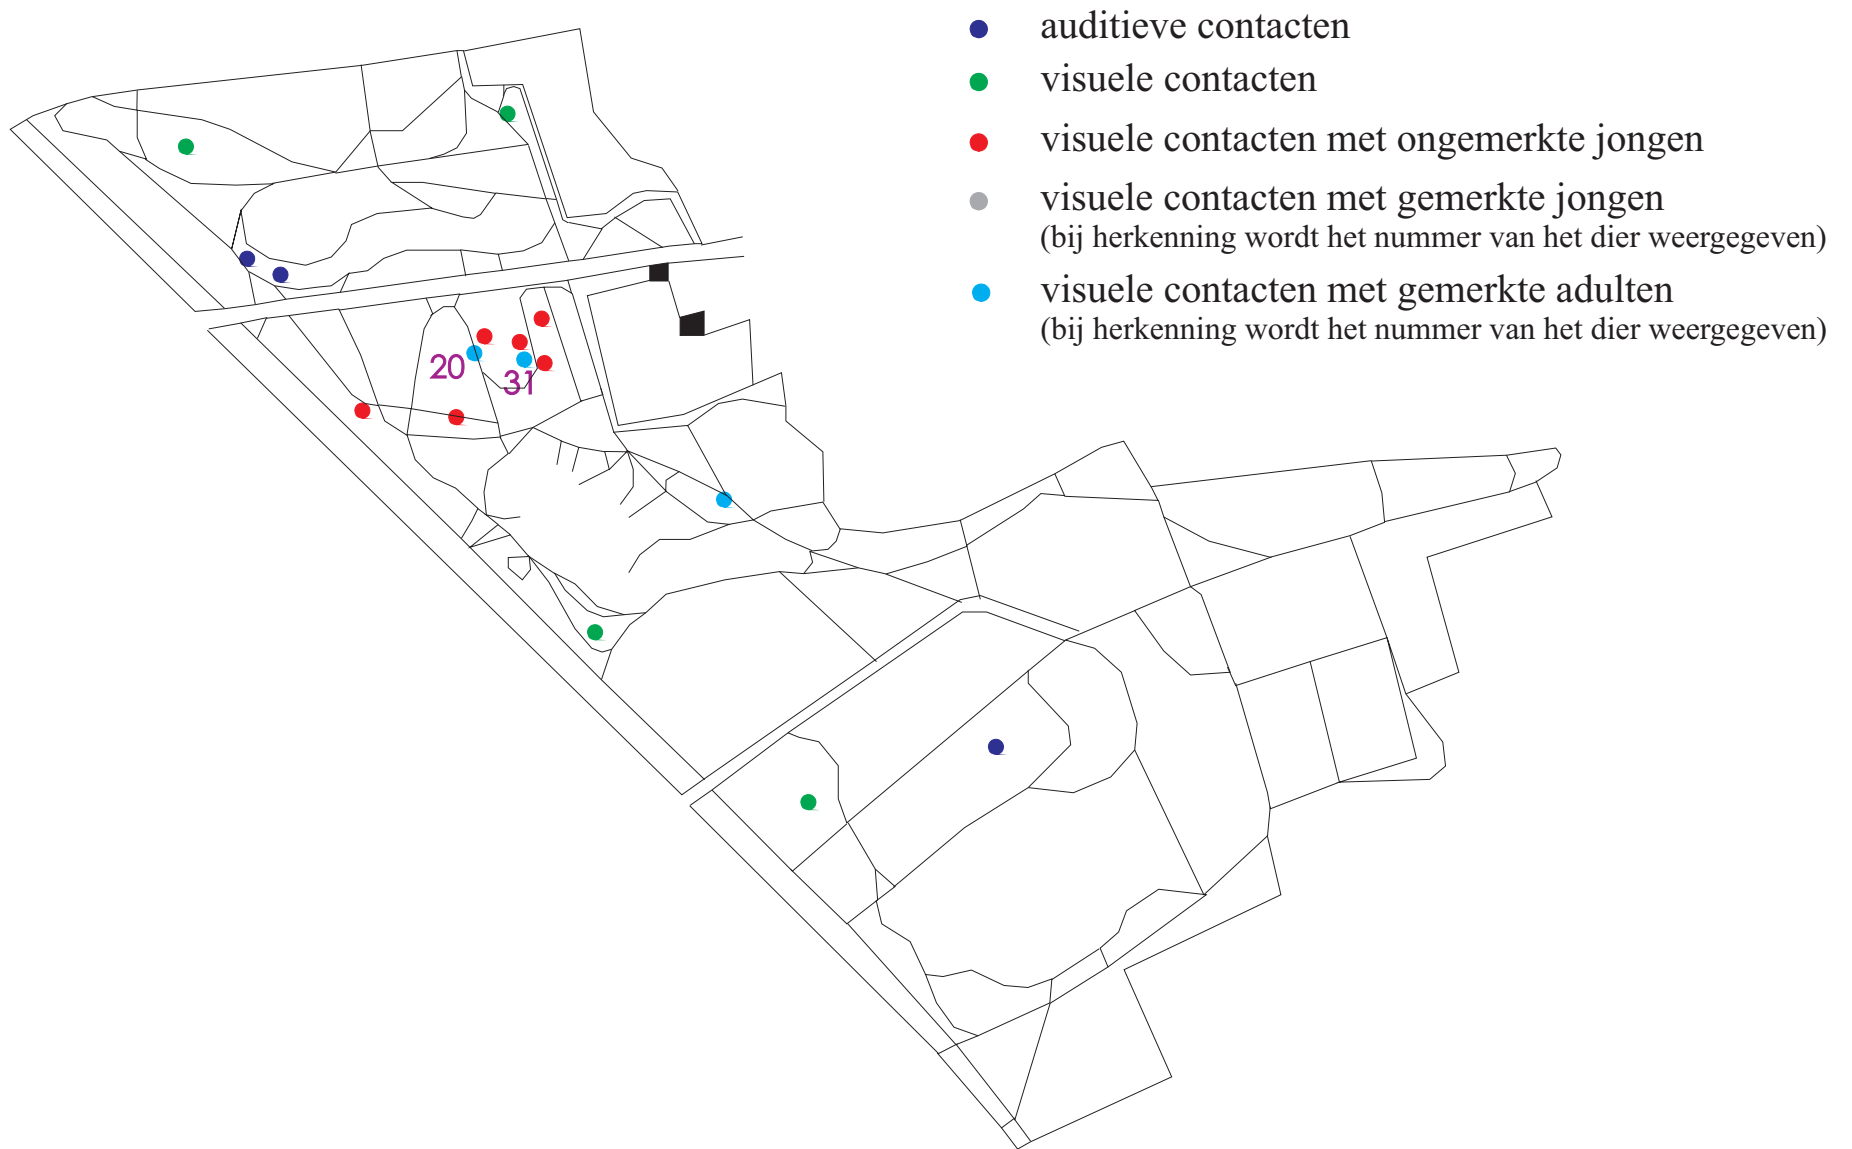 auditieve contacten
visuele contacten
visuele contacten met ongemerkte jongen
visuele contacten met gemerkte jongen
(bij herkenning wordt het nummer van het dier weergegeven)
visuele contacten met gemerkte adulten
(bij herkenning wordt het nummer van het dier weergegeven)
20
31